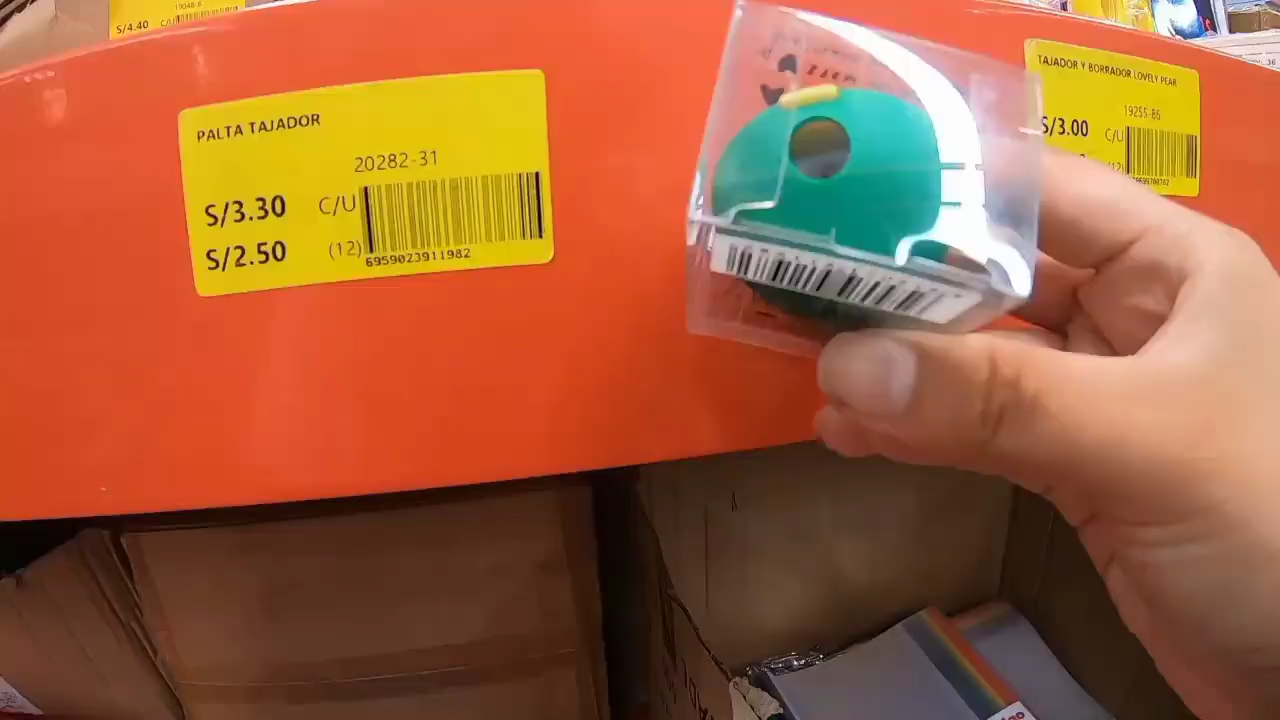 S/4.40
C/U
PALTA TAJADOR
20282-31
S/3.30 C/U
S/2.50 (12)
6959023911982
TAJADOR Y BORRADOR LOVELY PEAR
19255-86
S/3.00 C/U
(12)